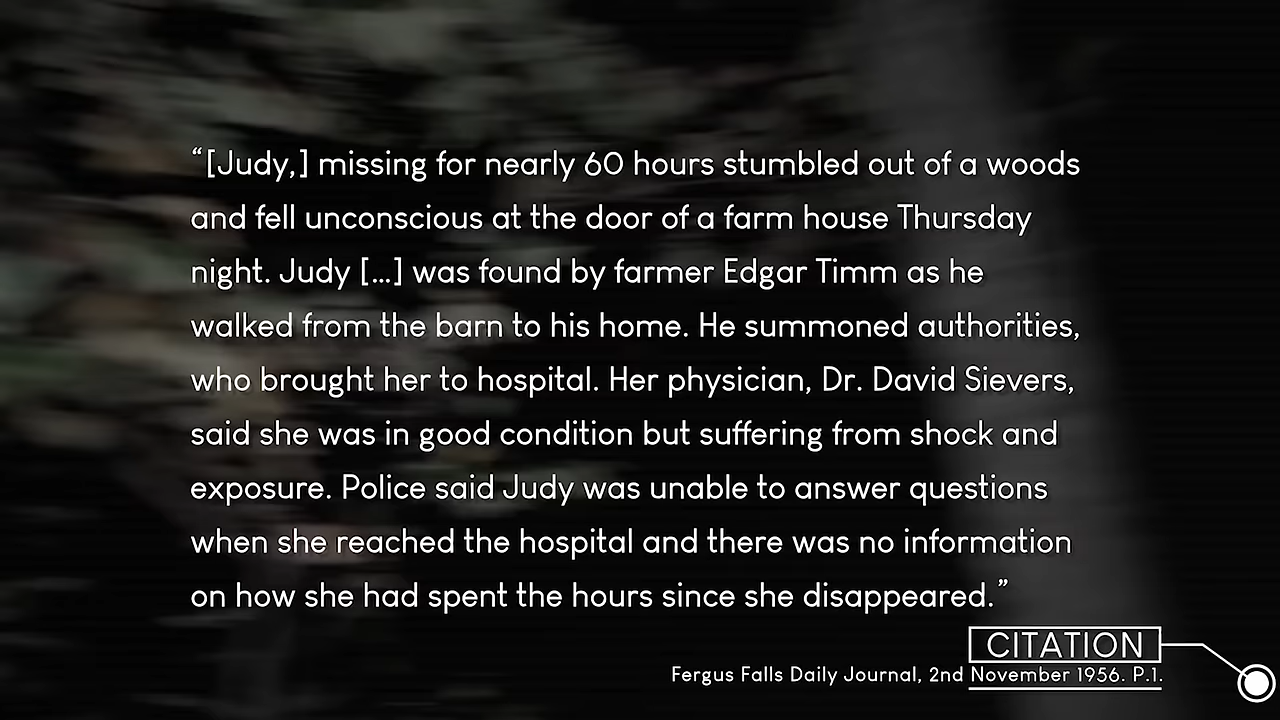 “[Judy,] missing for nearly 60 hours stumbled out of a woods
and fell unconscious at the door of a farm house Thursday
night. Judy [...] was found by farmer Edgar Timm as he
walked from the barn to his home. He summoned authorities,
who brought her to hospital. Her physician, Dr. David Sievers,
said she was in good condition but suffering from shock and
exposure. Police said Judy was unable to answer questions
when she reached the hospital and there was no information
on how she had spent the hours since she disappeared.”
CITATION
Fergus Falls Daily Journal, 2nd November 1956. P.1.